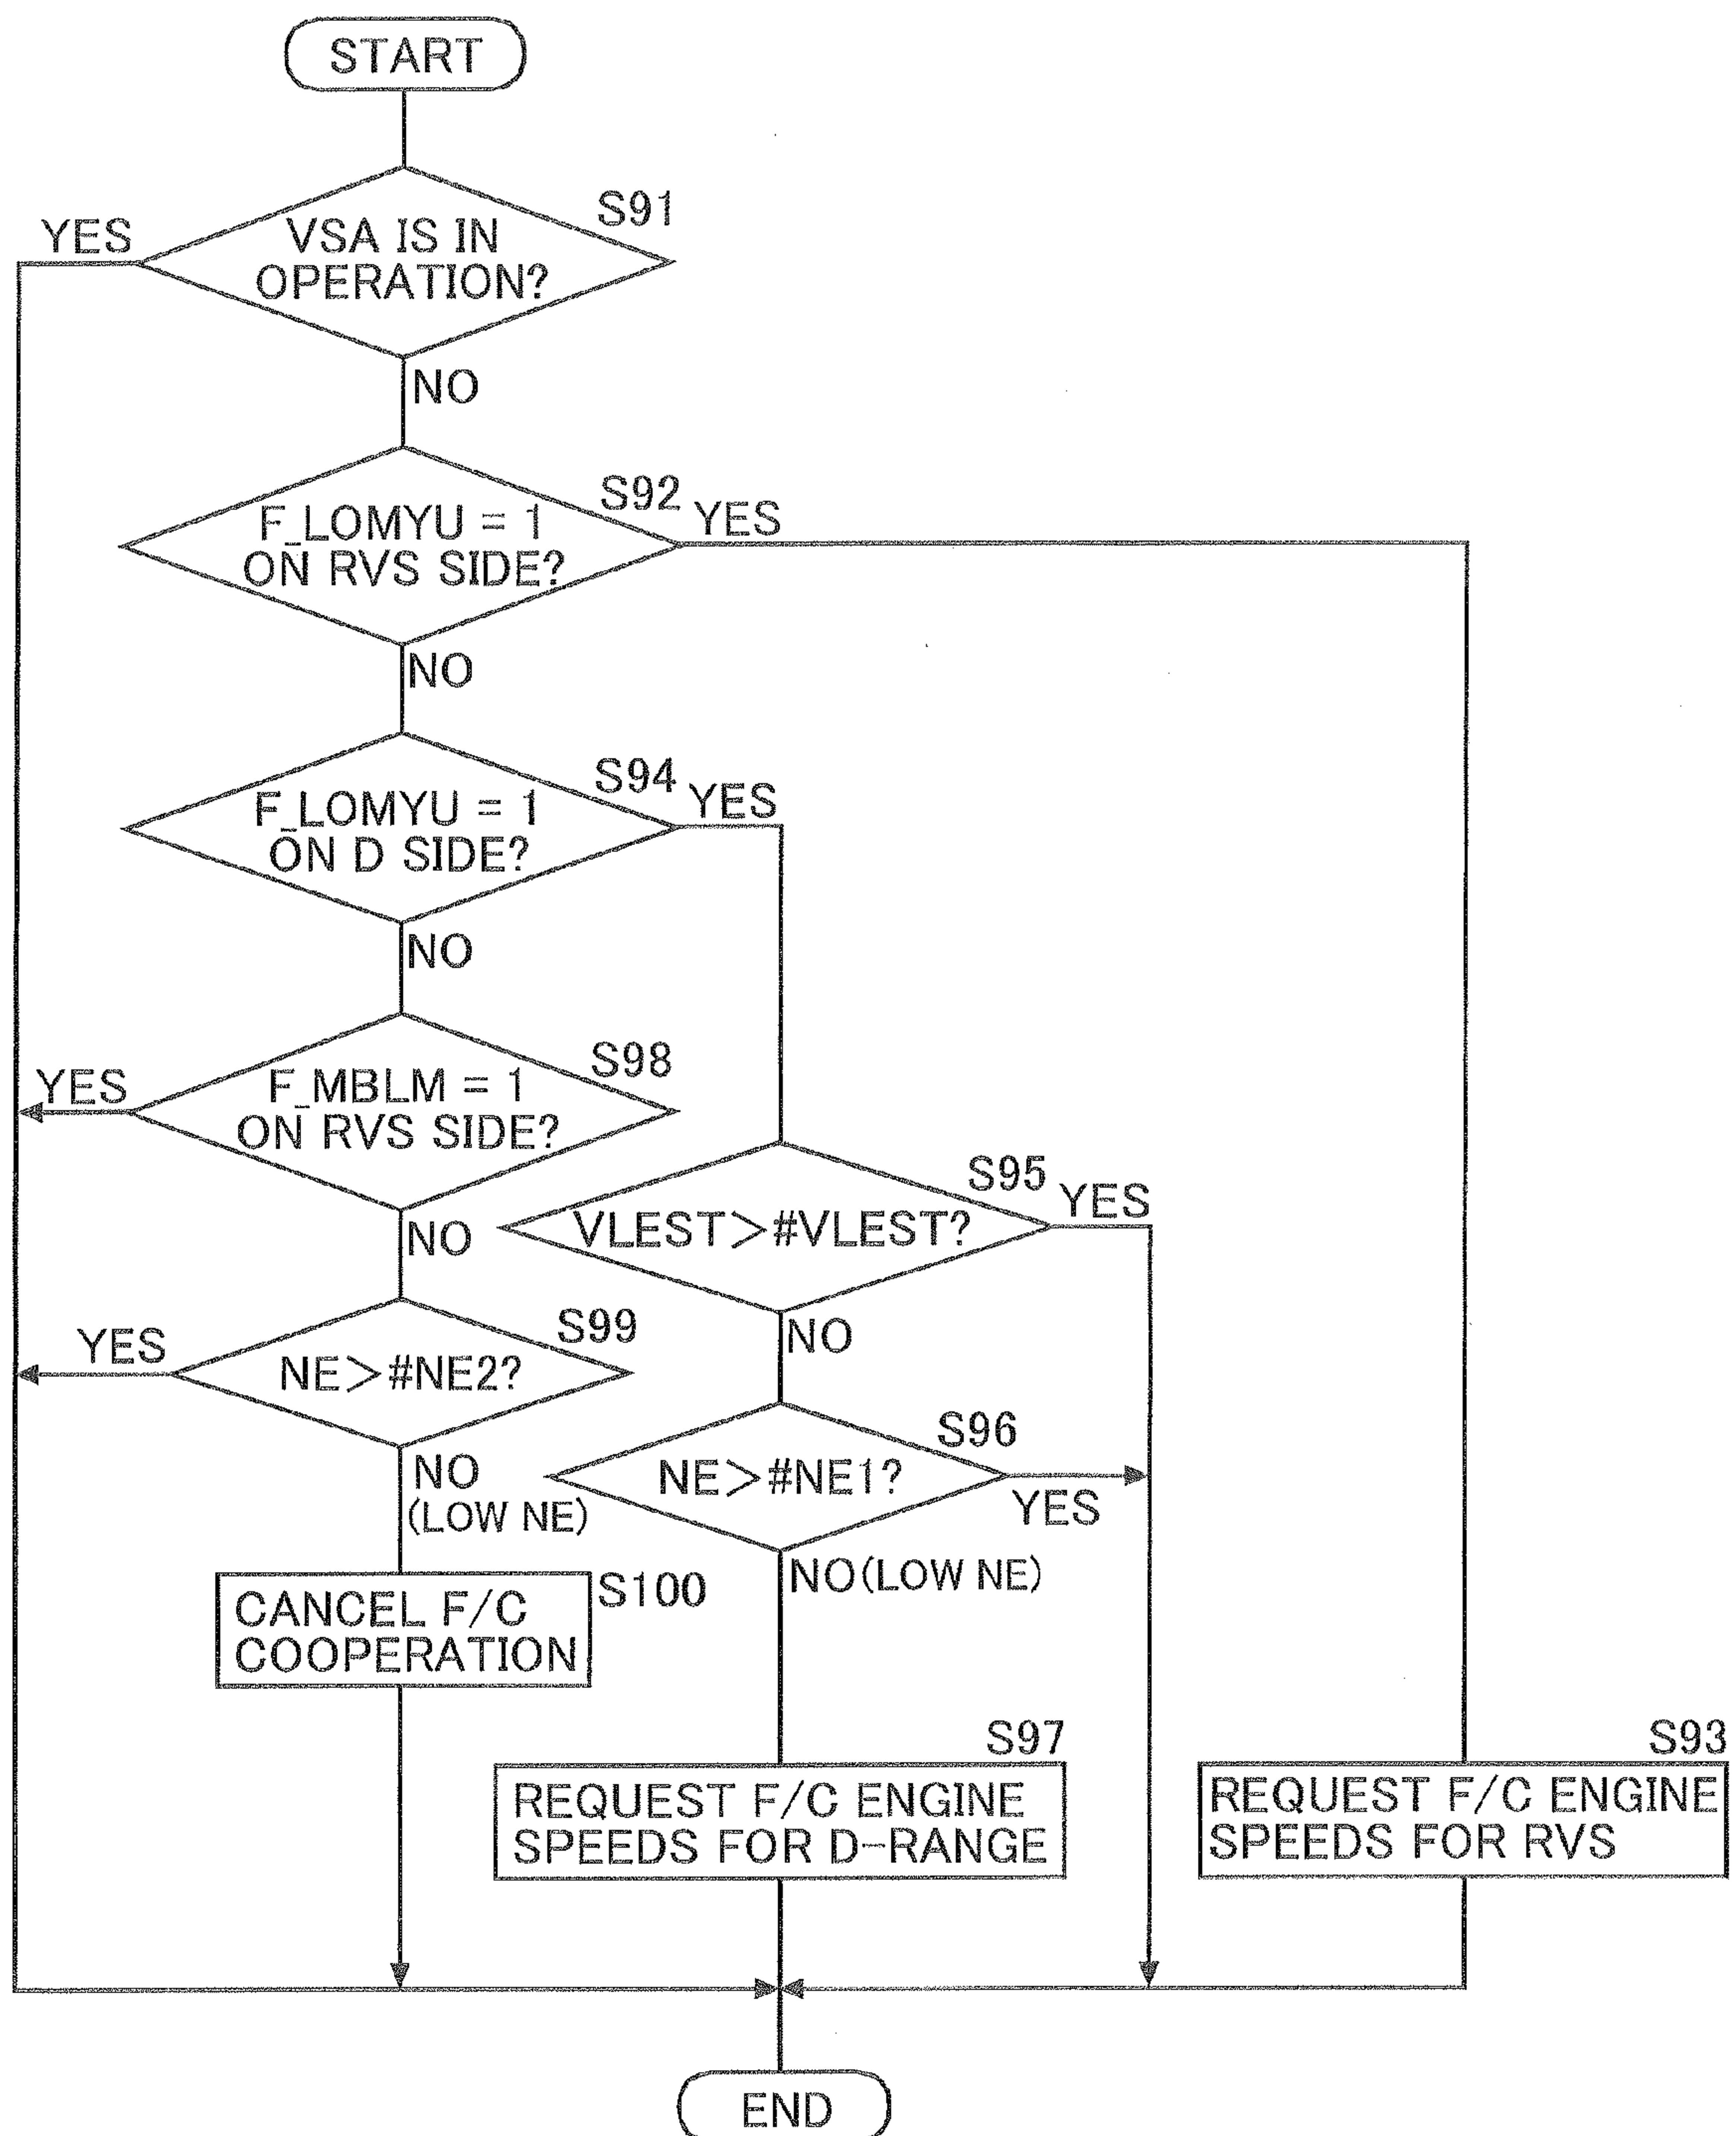 START
S91
YES
VSA IS IN
OPERATION?
NO
S92
YES
F_LOMYU = 1
ON RVS SIDE?
NO
S94
YES
F_LOMYU = 1
ON D SIDE?
NO
S98
YES
F_MBLM = 1
ON RVS SIDE?
NO
S95
YES
VLEST>#VLEST?
NO
S99
YES
NE>#NE2?
NO
(LOW NE)
S96
NE>#NE1?
YES
NO(LOW NE)
S100
CANCEL F/C
COOPERATION
S97
REQUEST F/C ENGINE
SPEEDS FOR D-RANGE
S93
REQUEST F/C ENGINE
SPEEDS FOR RVS
END